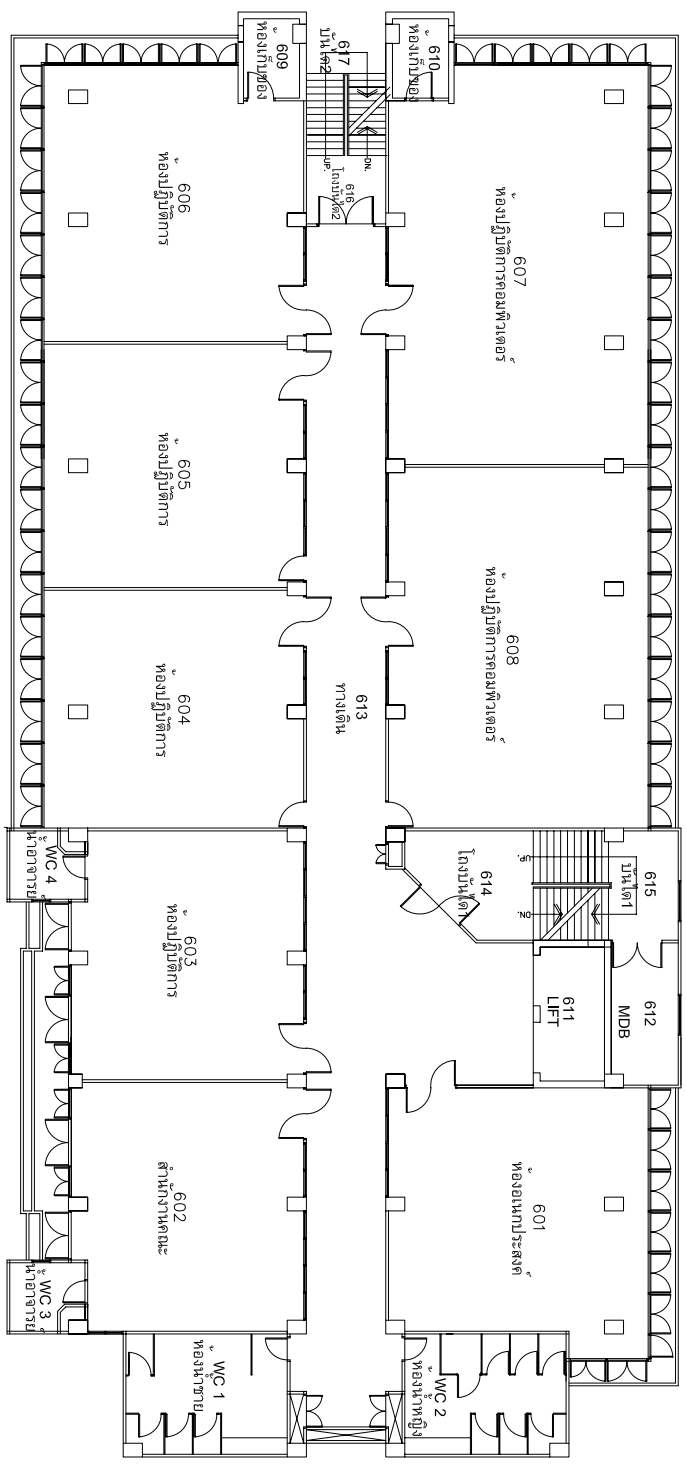 609
ห้องเก็บของ
617
บันได2
610
ห้องเก็บของ
UP.
DN.
616
โถงบันได2
606
ห้องปฏิบัติการ
607
ห้องปฏิบัติการคอมพิวเตอร์
605
ห้องปฏิบัติการ
608
ห้องปฏิบัติการคอมพิวเตอร์
604
ห้องปฏิบัติการ
613
ทางเดิน
WC 4
น้ำอาจารย์
603
ห้องปฏิบัติการ
614
โถงบันได1
UP.
DN.
615
บันได1
611
LIFT
612
MDB
602
สำนักงานคณะ
601
ห้องอเนกประสงค์
WC 3
น้ำอาจารย์
WC 1
ห้องน้ำชาย
WC 2
ห้องน้ำหญิง